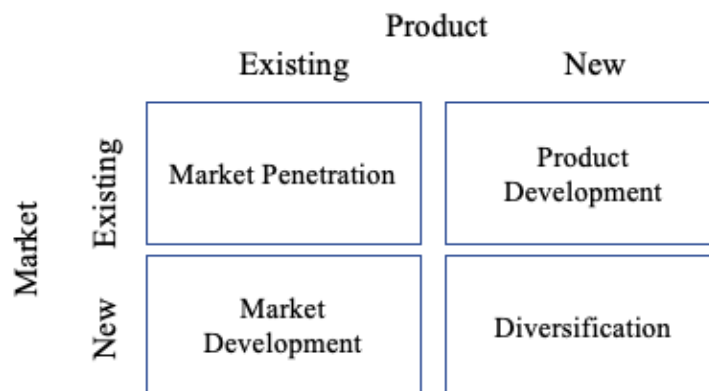 Product
Existing
New
Market
Existing
Market Penetration
Product
Development
New
Market
Development
Diversification